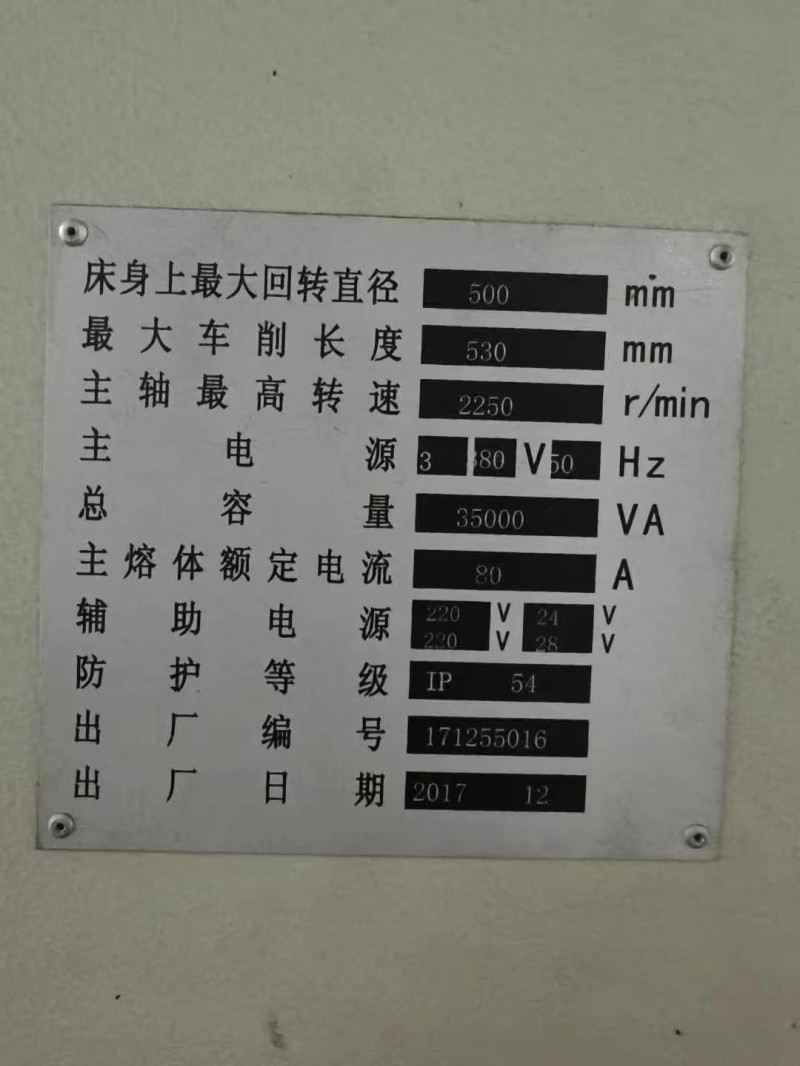 床身上最大回转直径 500 mm
最大车削长度 530 mm
主轴最高转速 2250 r/min
主电源 3 380 V 50 Hz
总容量 35000 VA
主熔体额定电流 80 A
辅助电源 220 V 24 V
220 V 28 V
防护等级 IP 54
出厂编号 171255016
出厂日期 2017 12